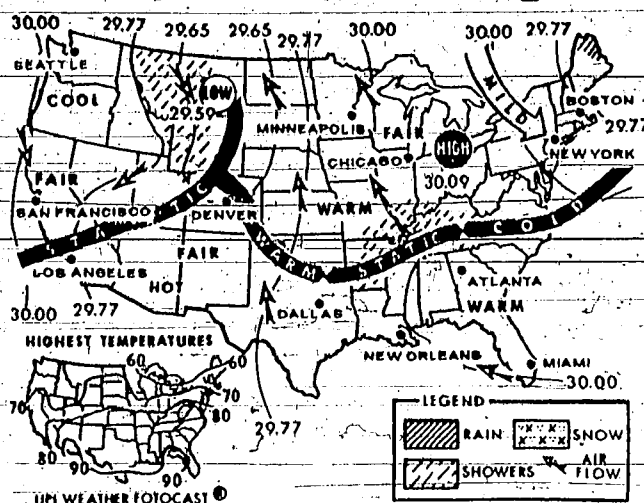 30.00 29.77 29.65 29.65 29.77 30.00 30.00 29.77
SEATTLE
COOL
LOW
29.59
MILD
BOSTON
29.77
MINNEAPOLIS
FAIR
NEW YORK
CHICAGO
HIGH
30.09
FAIR
SAN FRANCISCO
DENVER
WARM
STATIC
WARM
STATIC
COLD
FAIR
LOS ANGELES
HOT
ATLANTA
WARM
DALLAS
30.00 29.77
NEW ORLEANS
MIAMI
30.00
29.77
HIGHEST TEMPERATURES
60 60
70 70
80 80
90 90
UPI WEATHER FOTOCAST ®
LEGEND
RAIN SNOW
SHOWERS AIR FLOW